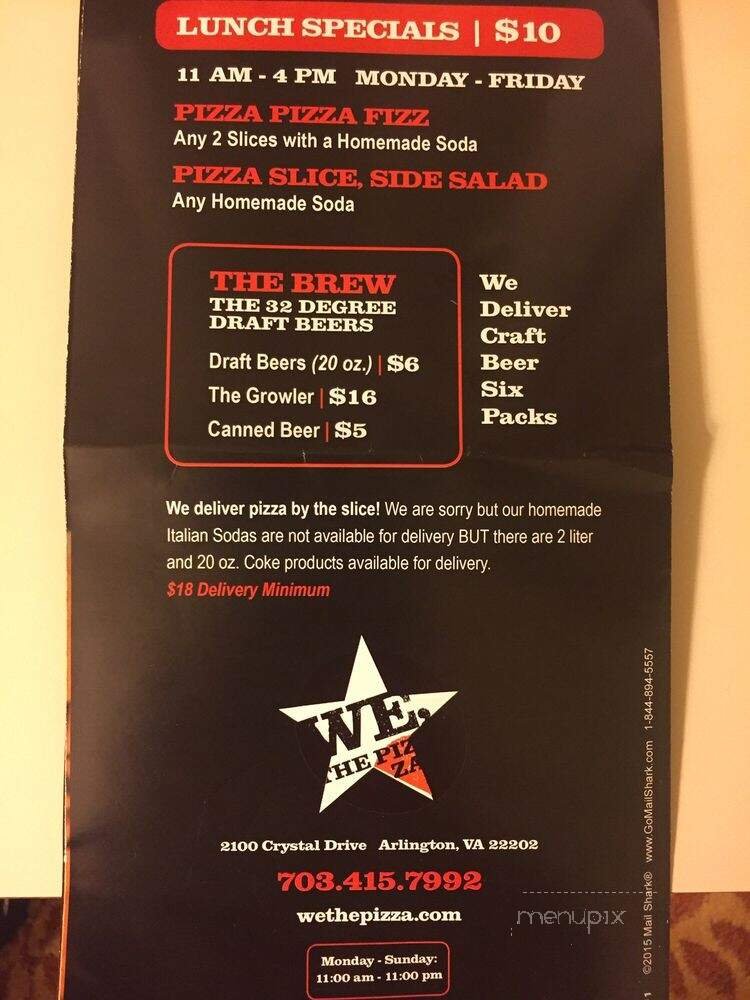 LUNCH SPECIALS | $10
11 AM - 4 PM MONDAY - FRIDAY
PIZZA PIZZA FIZZ
Any 2 Slices with a Homemade Soda
PIZZA SLICE, SIDE SALAD
Any Homemade Soda
THE BREW
THE 32 DEGREE
DRAFT BEERS
Draft Beers (20 oz.) | $6
The Growler | $16
Canned Beer | $5
We
Deliver
Craft
Beer
Six
Packs
We deliver pizza by the slice! We are sorry but our homemade
Italian Sodas are not available for delivery BUT there are 2 liter
and 20 oz. Coke products available for delivery.
$18 Delivery Minimum
WE,
THE PIZ
ZA
2100 Crystal Drive Arlington, VA 22202
703.415.7992
wethepizza.com
Monday - Sunday:
11:00 am - 11:00 pm
1 ©2015 Mail Shark® www.GoMailShark.com 1-844-894-5557
menupix